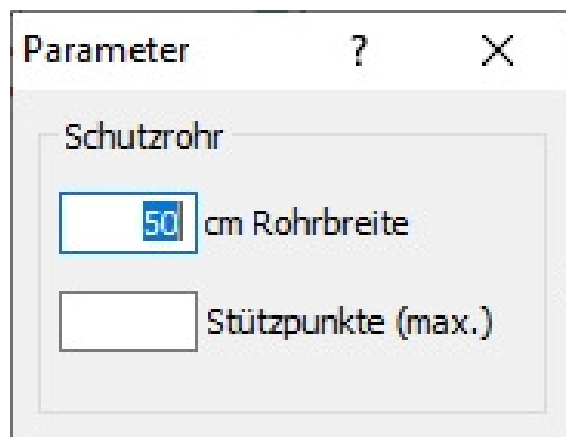 Parameter ?
Schutzrohr
50 cm Rohrbreite
Stützpunkte (max.)